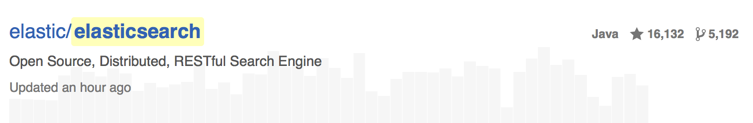 elastic/elasticsearch Java 16,132 5,192
Open Source, Distributed, RESTful Search Engine
Updated an hour ago